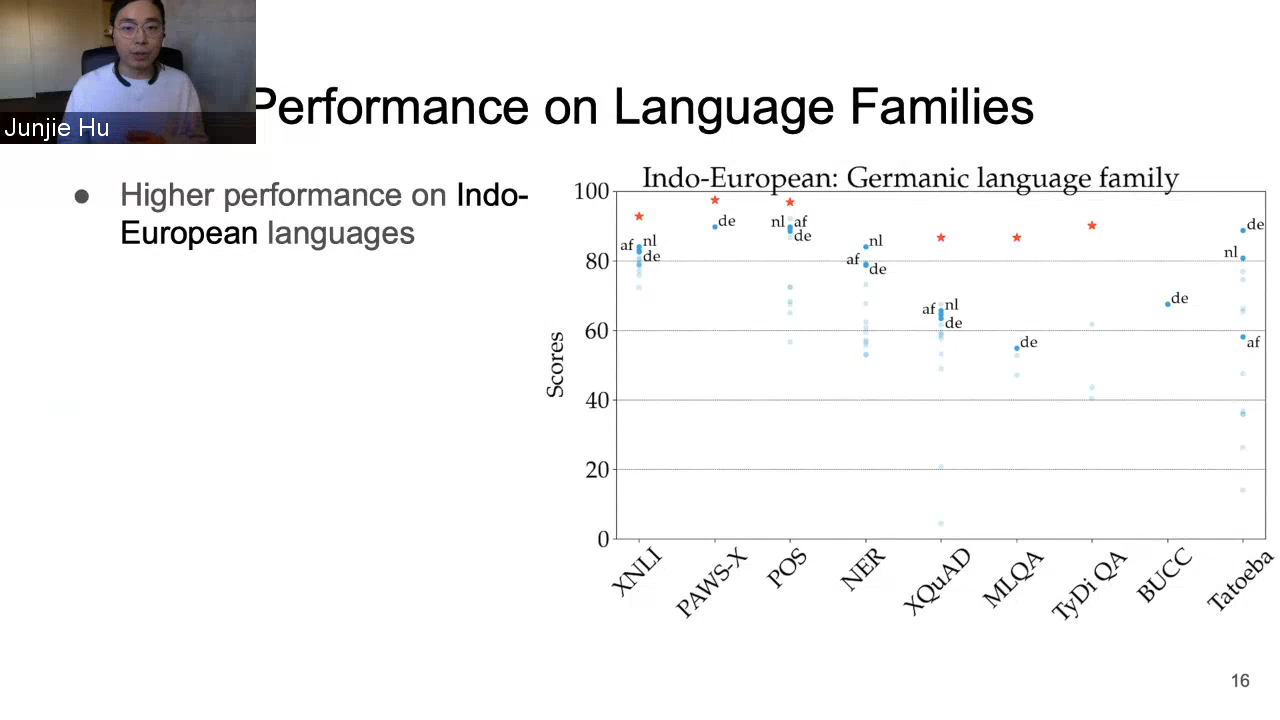 Junjie Hu
Performance on Language Families
● Higher performance on Indo-
European languages
Indo-European: Germanic language family
Scores
100
80
60
40
20
0
af nl
de
de
nl af
de
nl
af
de
af nl
de
de
de
de
nl
af
XNLI
PAWS-X
POS
NER
XQuAD
MLQA
TyDi QA
BUCC
Tatoeba
16